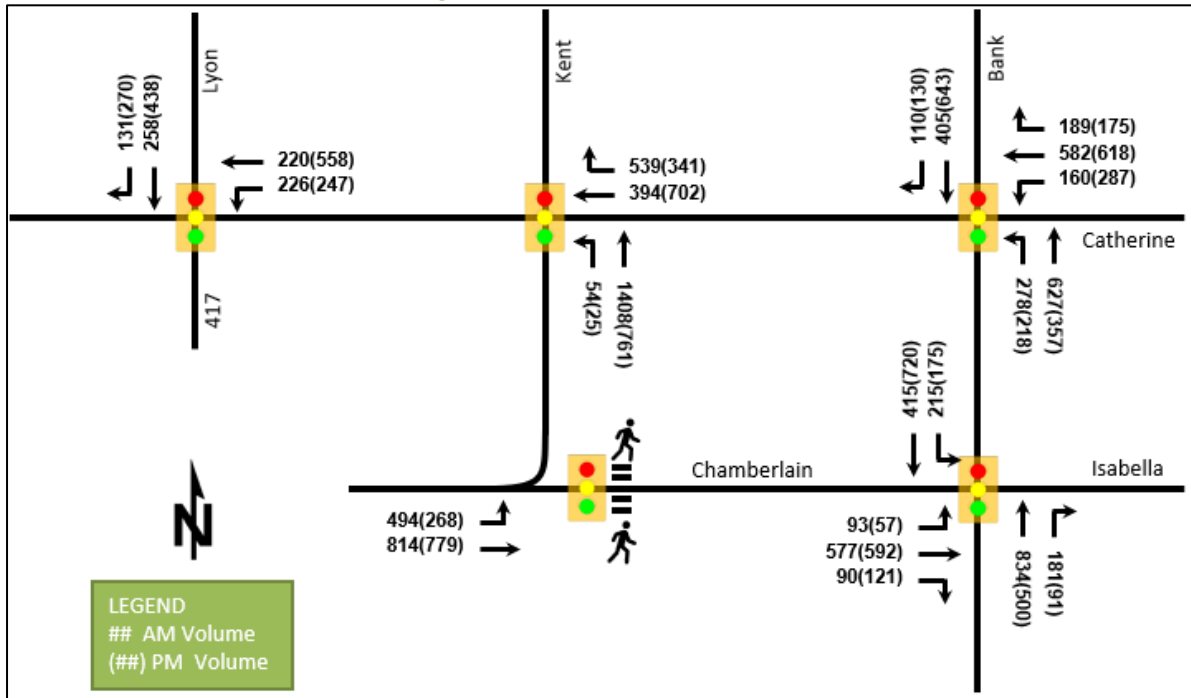 Lyon
Kent
Bank
131(270)
258(438)
220(558)
226(247)
539(341)
394(702)
110(130)
405(643)
189(175)
582(618)
160(287)
Catherine
417
54(25)
1408(761)
278(218)
627(357)
415(720)
215(175)
Chamberlain
Isabella
494(268)
814(779)
93(57)
577(592)
90(121)
834(500)
181(91)
N
LEGEND
## AM Volume
(##) PM Volume